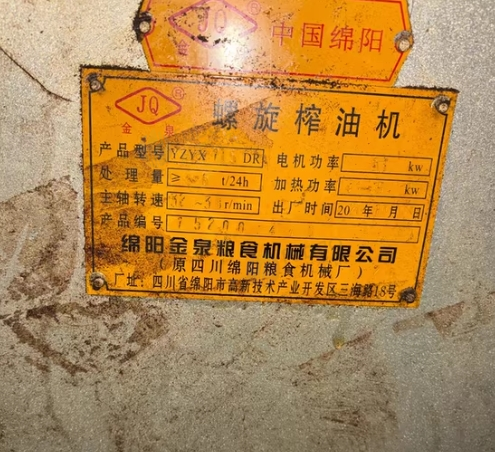 JQ ®
金 泉 中国绵阳
JQ ®
金 泉 螺旋榨油机
产品型号 YZYX DR 电机功率 kw
处理量 ≥ t/24h 加热功率 kw
主轴转速 r/min 出厂时间 20 年 月 日
产品编号
绵阳金泉粮食机械有限公司
(原四川绵阳粮食机械厂)
厂址:四川省绵阳市高新技术产业开发区三海路18号